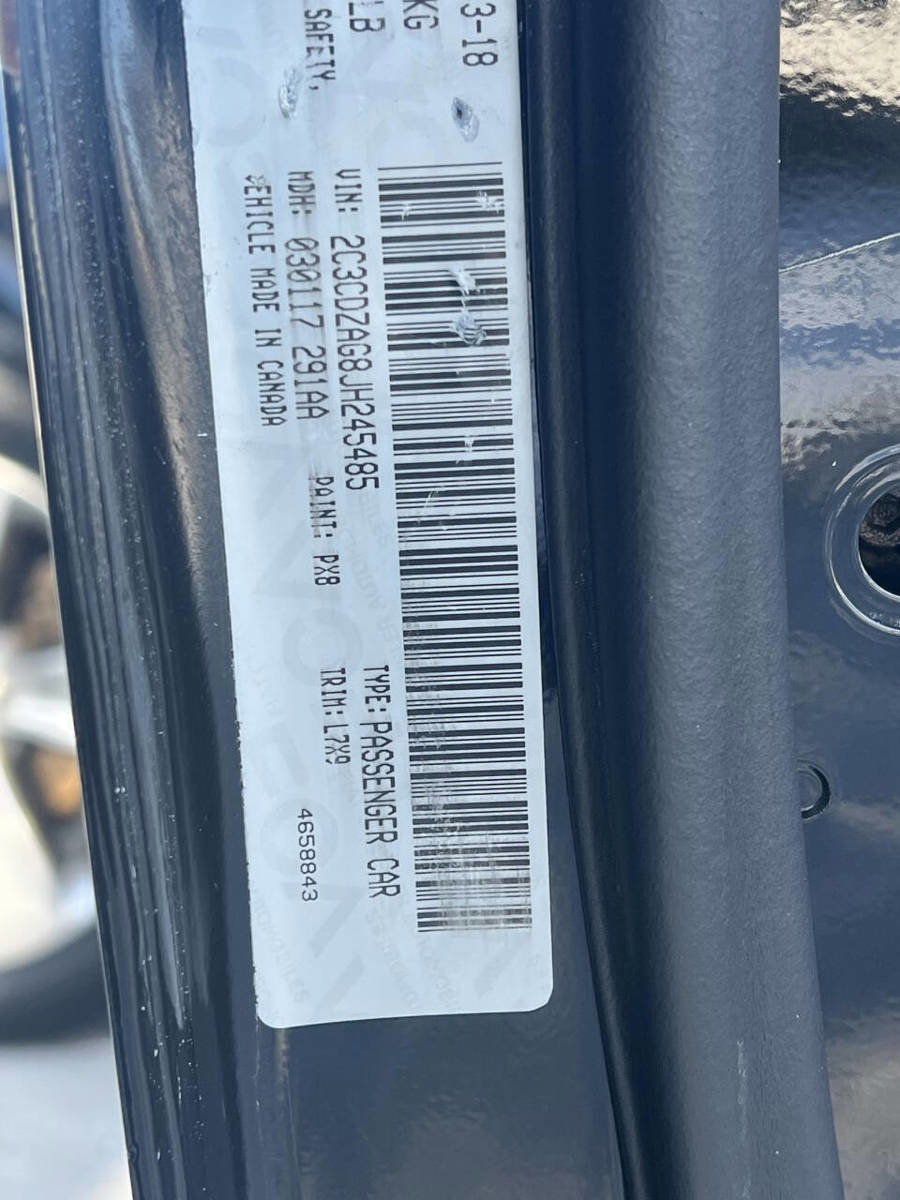 3-18
KG
LB
SAFETY,
VIN: 2C3CDZAG8JH245485 TYPE: PASSENGER CAR
MDH: 030117 291AA PAINT: PX8 TRIM: L7X9
VEHICLE MADE IN CANADA 4658843